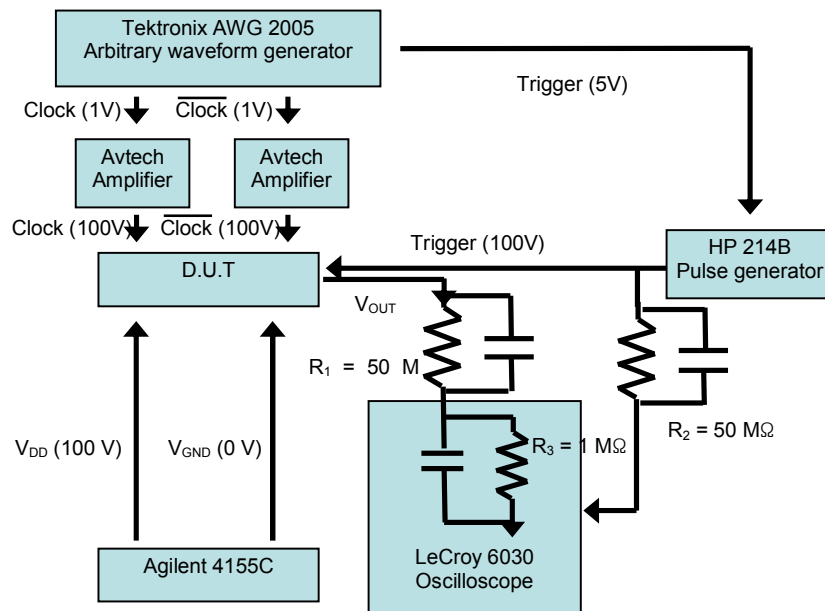 Tektronix AWG 2005
Arbitrary waveform generator
Clock (1V)
Clock (1V)
Trigger (5V)
Avtech
Amplifier
Avtech
Amplifier
Clock (100V)
Clock (100V)
Trigger (100V)
HP 214B
Pulse generator
D.U.T
VOUT
R1 = 50 M
R2 = 50 MΩ
R3 = 1 MΩ
VDD (100 V)
VGND (0 V)
Agilent 4155C
LeCroy 6030
Oscilloscope